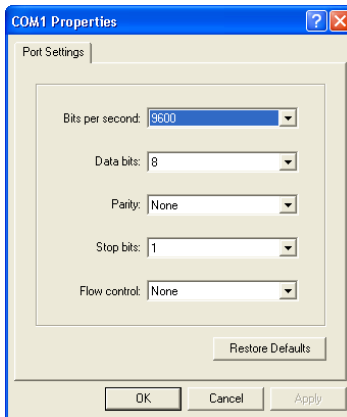 COM1 Properties
Port Settings
Bits per second: 9600
Data bits: 8
Parity: None
Stop bits: 1
Flow control: None
Restore Defaults
OK Cancel Apply